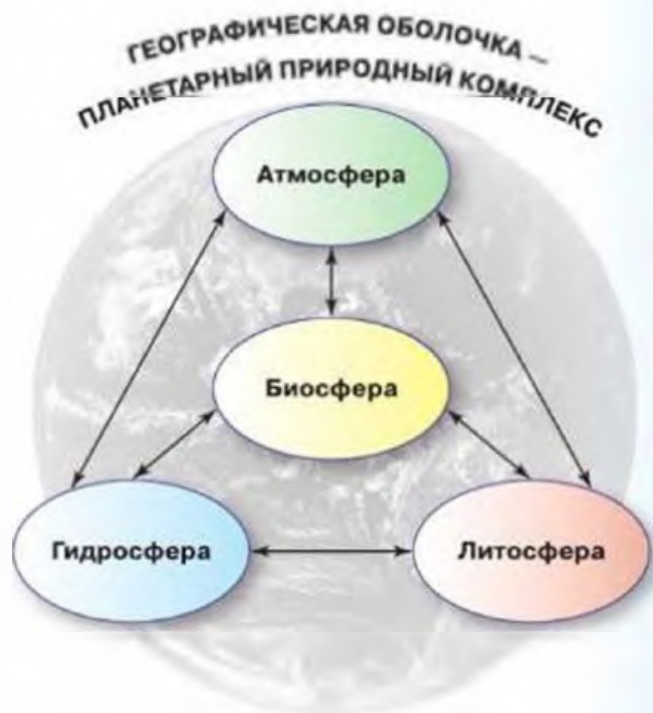 ГЕОГРАФИЧЕСКАЯ ОБОЛОЧКА –
ПЛАНЕТАРНЫЙ ПРИРОДНЫЙ КОМПЛЕКС
Атмосфера
Биосфера
Гидросфера
Литосфера